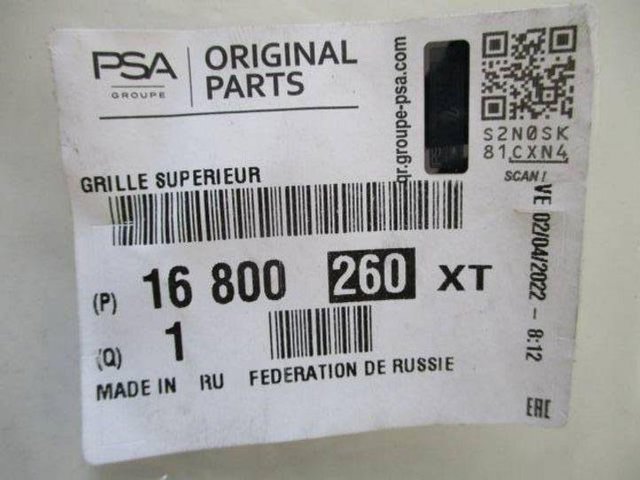 PSA
GROUPE
ORIGINAL
PARTS
qr.groupe-psa.com
S2N0SK
81CXN4
SCAN !
GRILLE SUPERIEUR
VE 02/04/2022 - 8:12
(P) 16 800 260 XT
(Q) 1
MADE IN RU FEDERATION DE RUSSIE
EAC